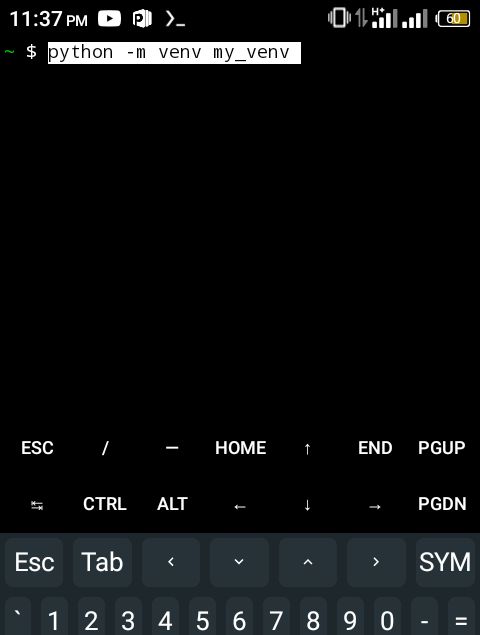 11:37 PM H+ 60
~ $ python -m venv my_venv
ESC / — HOME ↑ END PGUP
↹ CTRL ALT ← ↓ → PGDN
Esc Tab ‹ ⌄ ^ › SYM
` 1 2 3 4 5 6 7 8 9 0 - =